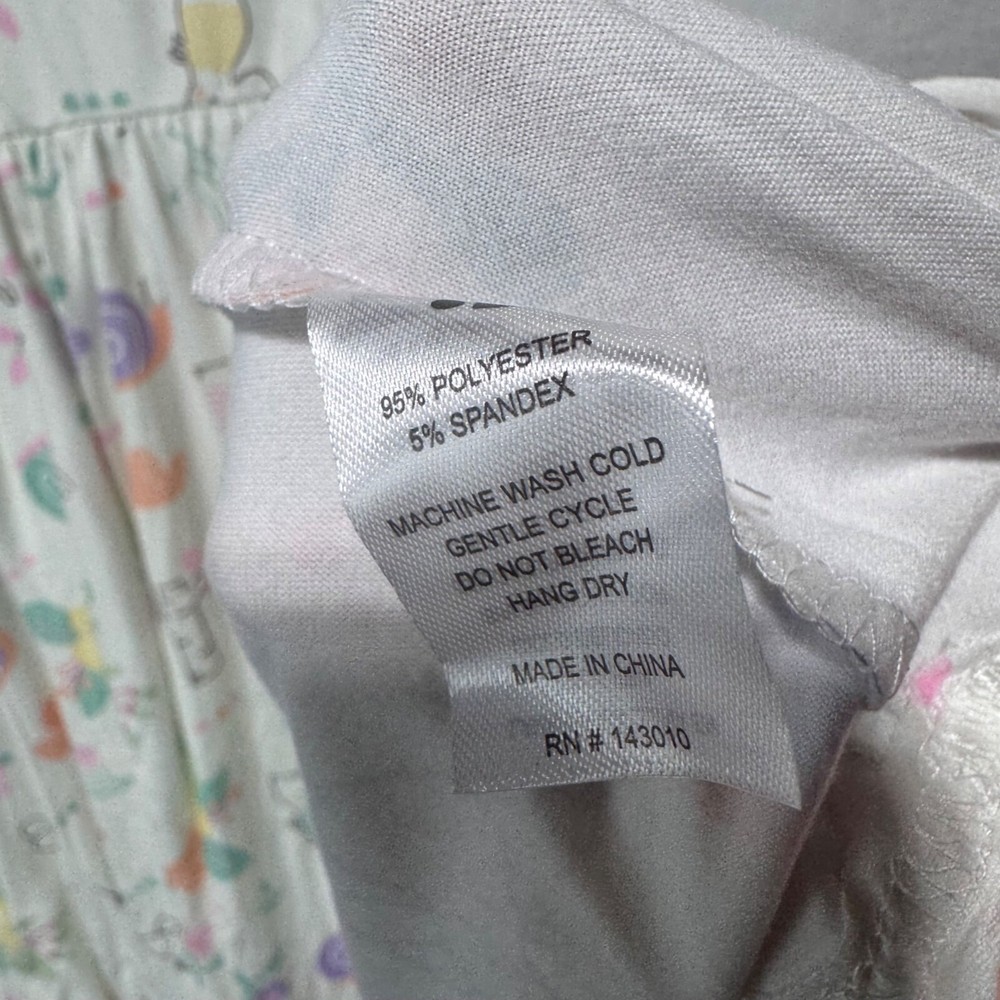 95% POLYESTER
5% SPANDEX
MACHINE WASH COLD
GENTLE CYCLE
DO NOT BLEACH
HANG DRY
MADE IN CHINA
RN # 143010